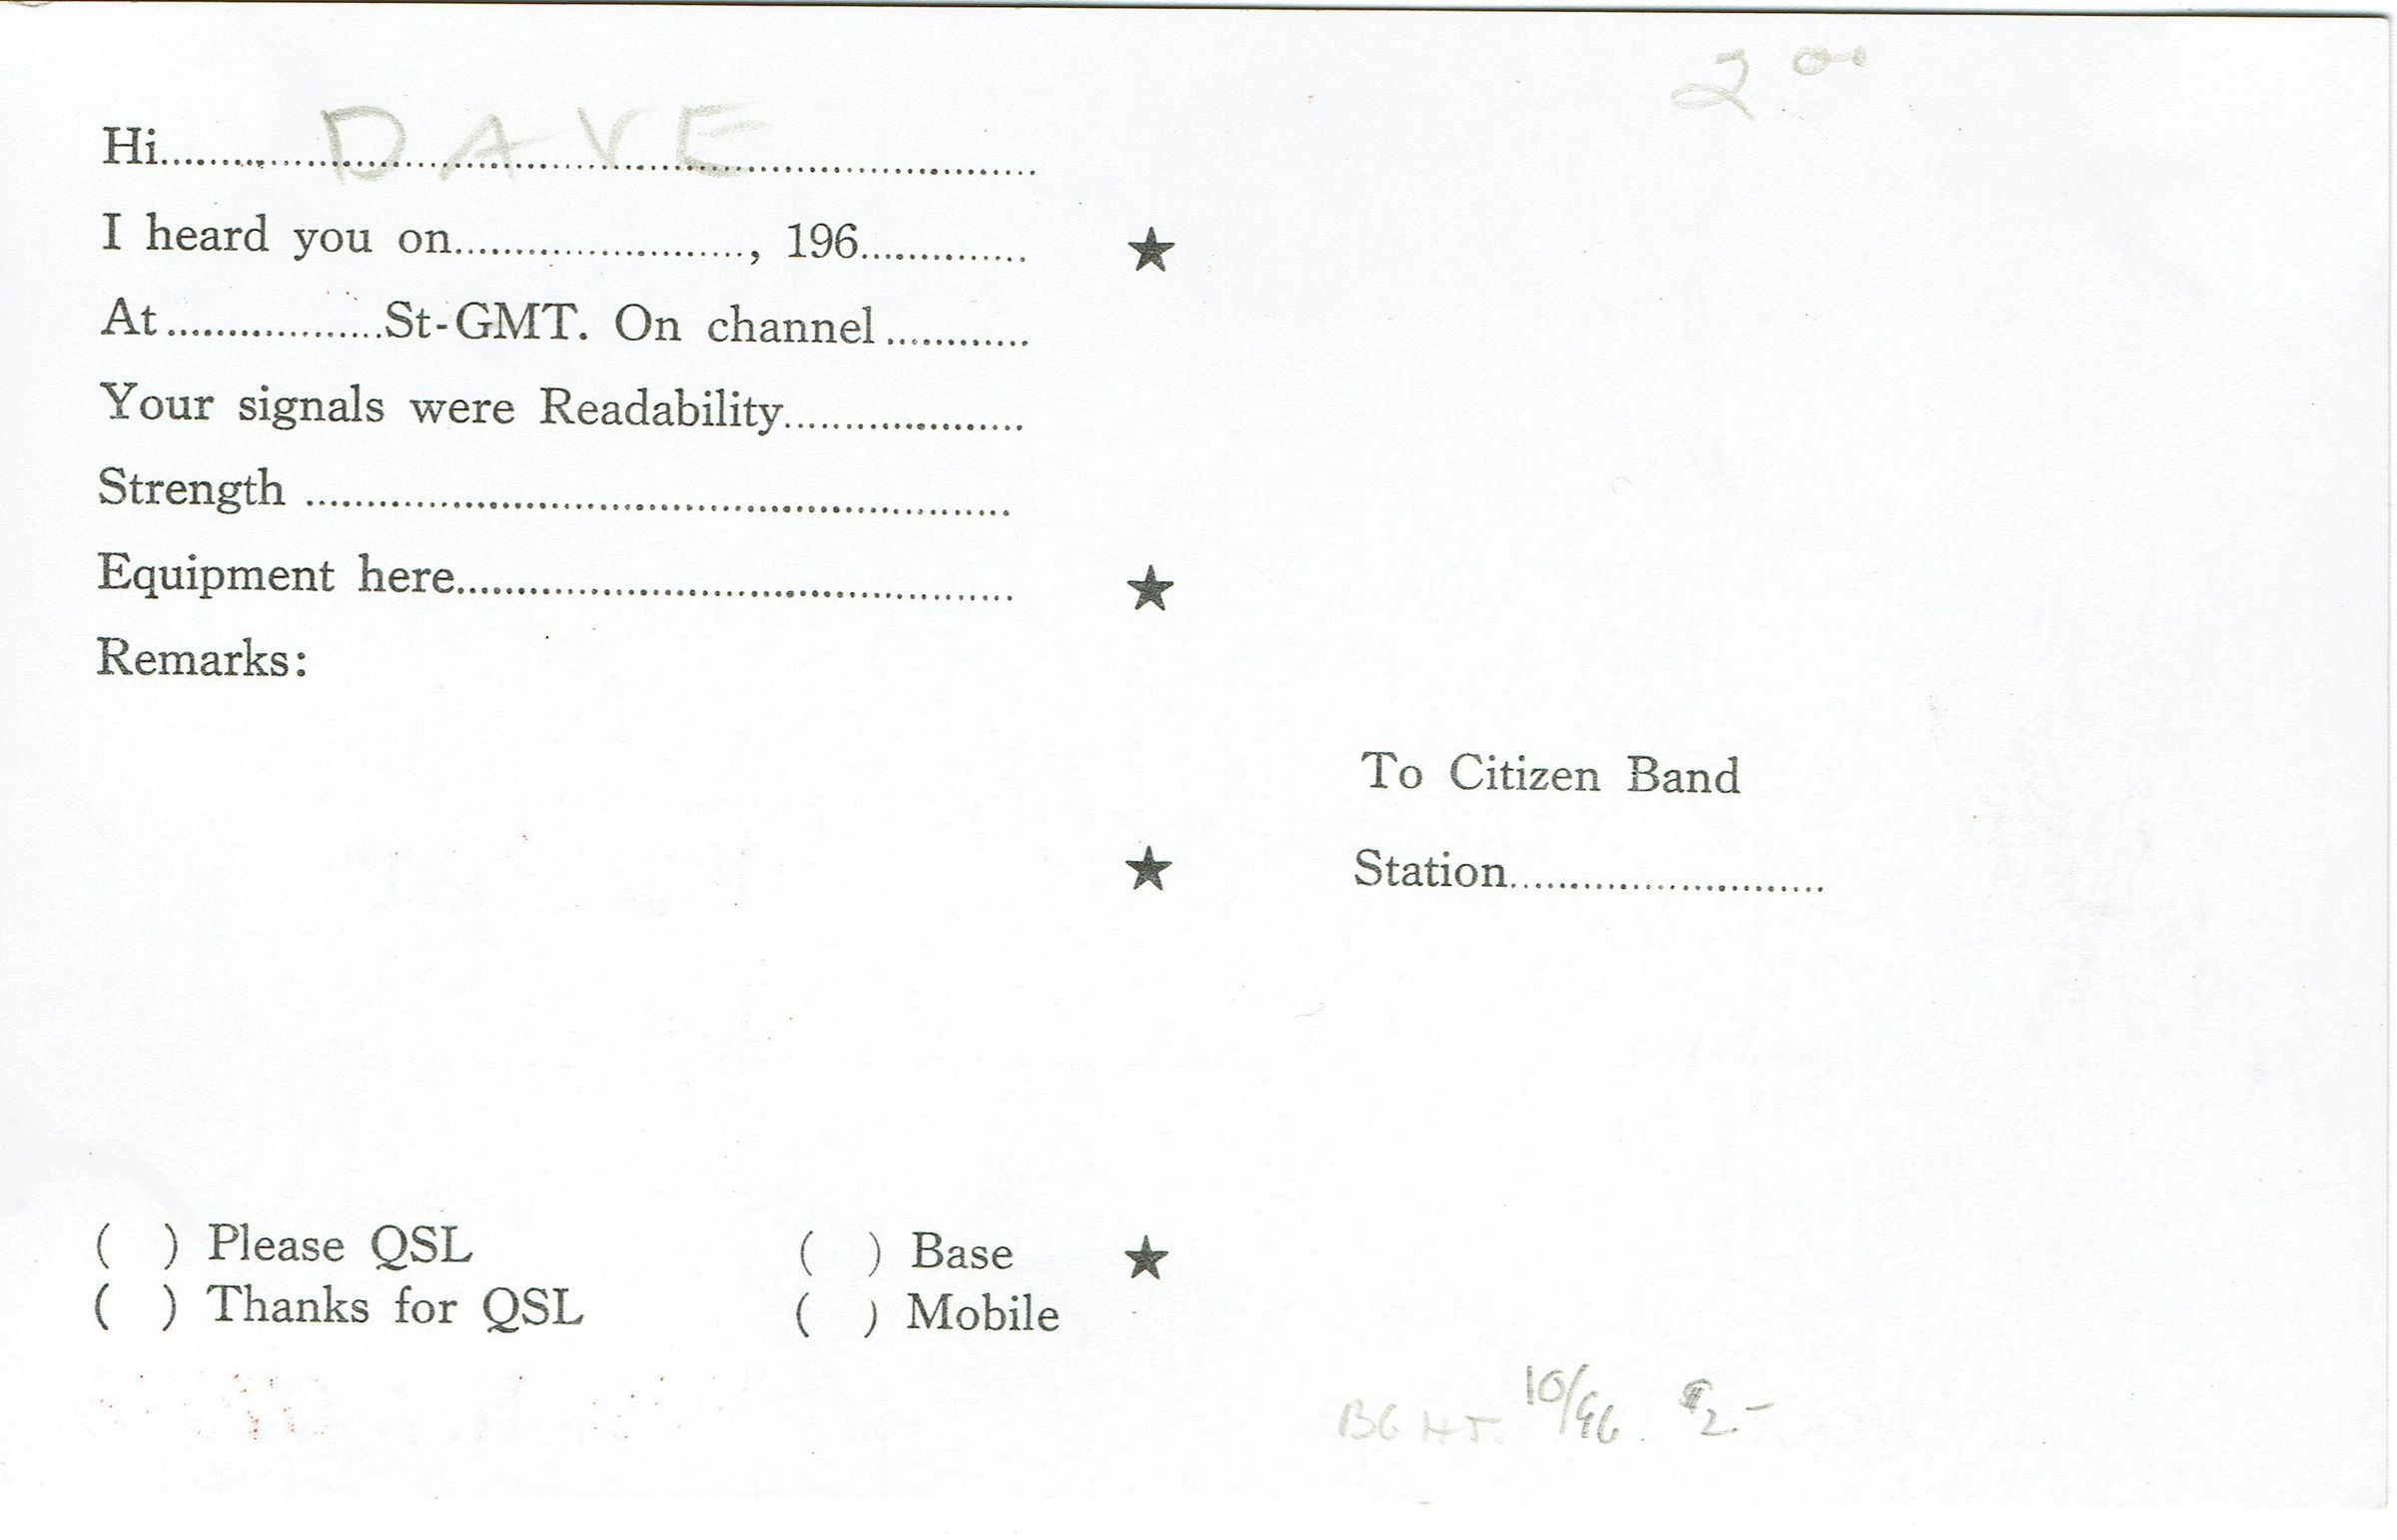 2 00
Hi.......... DAVE ..........
I heard you on...................., 196..............
At..................St-GMT. On channel............
Your signals were Readability....................
Strength ..........................................................
Equipment here..............................................
Remarks:
To Citizen Band
Station..........................
( ) Please QSL ( ) Base
( ) Thanks for QSL ( ) Mobile
10/96. $2.-